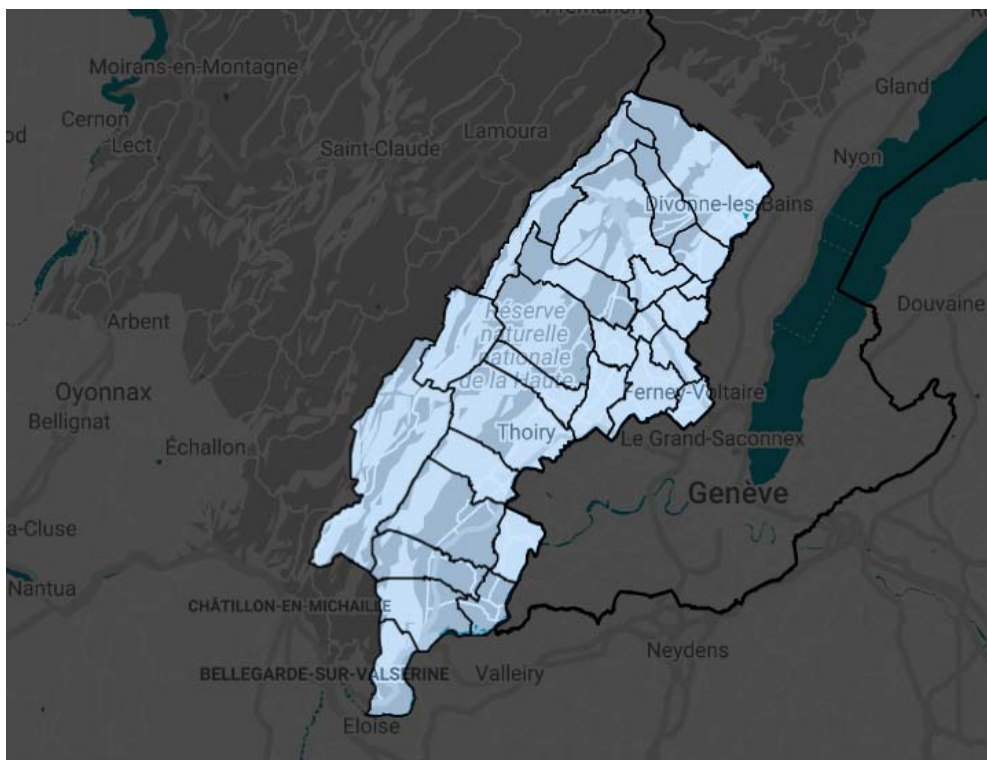 Prémanon
Moirans-en-Montagne
Gland
Cernon
Lect
Lamoura
Saint-Claude
Nyon
Divonne-les-Bains
Réserve
naturelle
nationale
de la Haute
Douvaine
Arbent
Oyonnax
Bellignat
Ferney-Voltaire
Échallon
Thoiry
Le Grand-Saconnex
Genève
a-Cluse
Nantua
CHÂTILLON-EN-MICHAILLE
Neydens
BELLEGARDE-SUR-VALSERINE
Valleiry
Eloise